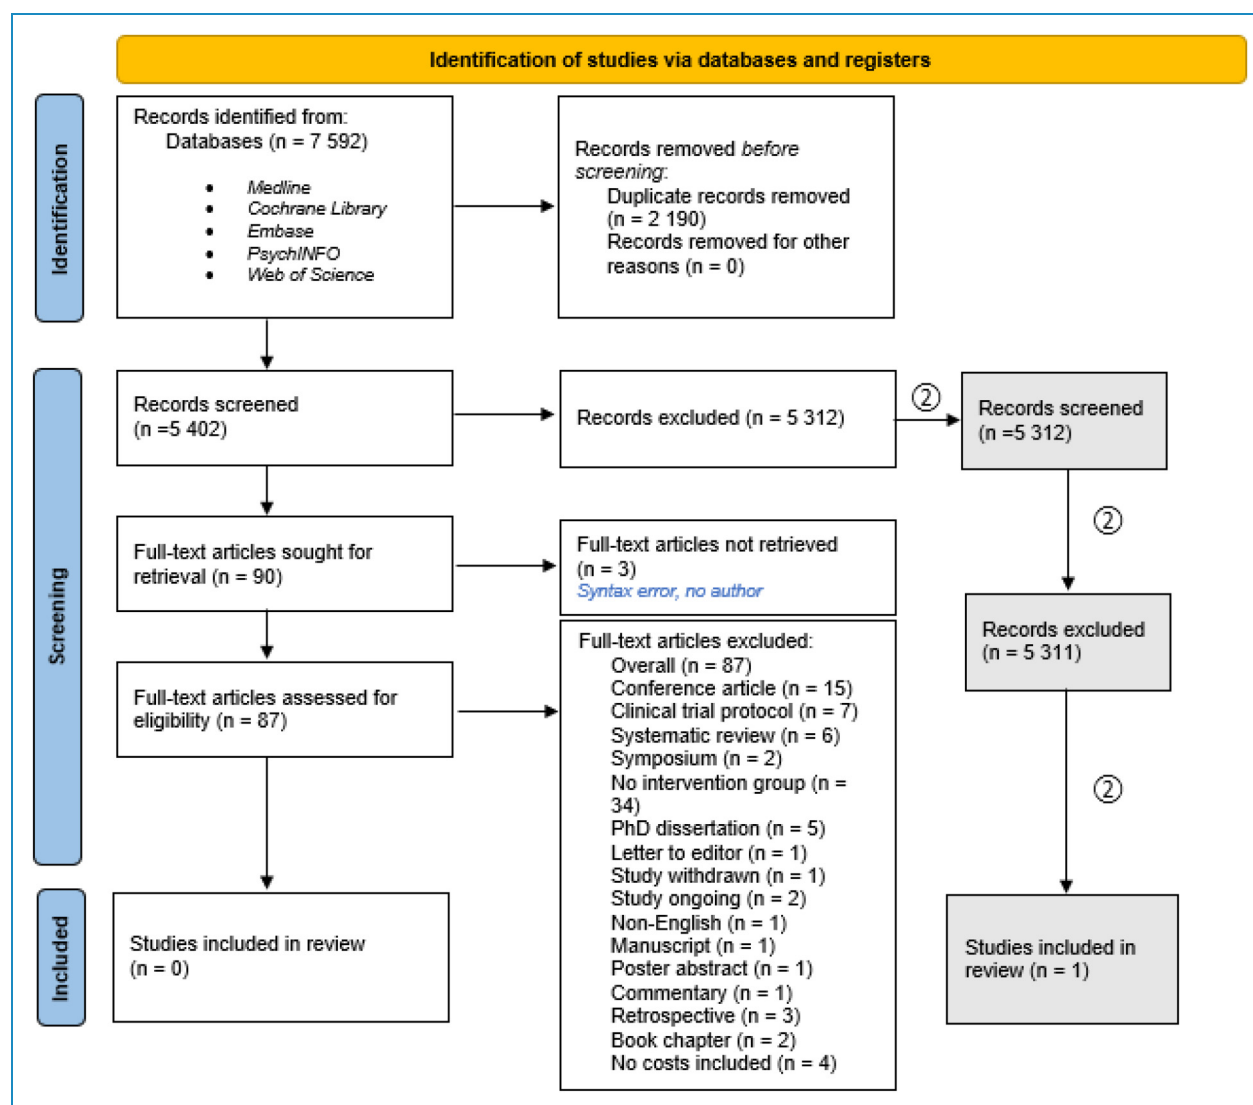 Identification of studies via databases and registers
Identification
Records identified from:
Databases (n = 7 592)
• Medline
• Cochrane Library
• Embase
• PsychINFO
• Web of Science
Records removed before
screening:
Duplicate records removed
(n = 2 190)
Records removed for other
reasons (n = 0)
Screening
Records screened
(n =5 402)
Records excluded (n = 5 312)
②
Records screened
(n =5 312)
②
Full-text articles sought for
retrieval (n = 90)
Full-text articles not retrieved
(n = 3)
Syntax error, no author
Records excluded
(n = 5 311)
Full-text articles assessed for
eligibility (n = 87)
Full-text articles excluded:
Overall (n = 87)
Conference article (n = 15)
Clinical trial protocol (n = 7)
Systematic review (n = 6)
Symposium (n = 2)
No intervention group (n =
34)
PhD dissertation (n = 5)
Letter to editor (n = 1)
Study withdrawn (n = 1)
Study ongoing (n = 2)
Non-English (n = 1)
Manuscript (n = 1)
Poster abstract (n = 1)
Commentary (n = 1)
Retrospective (n = 3)
Book chapter (n = 2)
No costs included (n = 4)
②
Included
Studies included in review
(n = 0)
Studies included in
review (n = 1)